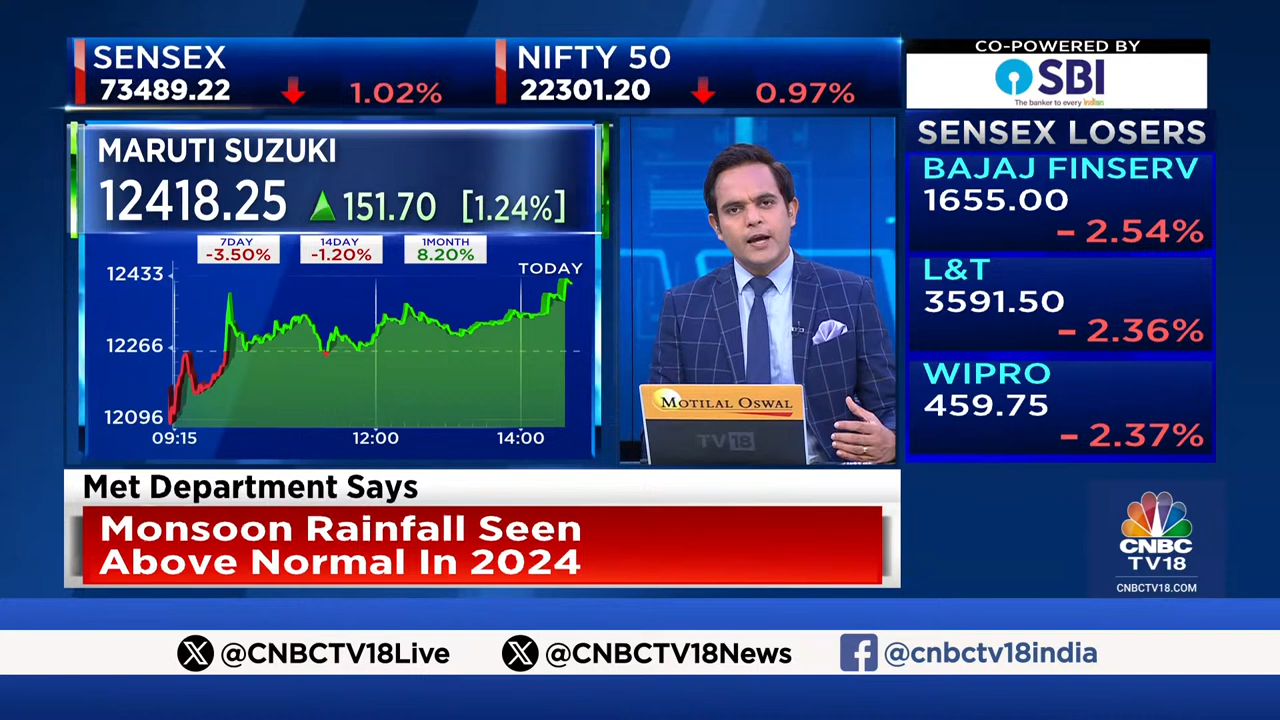 SENSEX
73489.22 1.02%
NIFTY 50
22301.20 0.97%
CO-POWERED BY
SBI
The banker to every Indian
MARUTI SUZUKI
12418.25 151.70 [1.24%]
7DAY
-3.50%
14DAY
-1.20%
1MONTH
8.20%
TODAY
12433
12266
12096
09:15 12:00 14:00
MOTILAL OSWAL
TV18
SENSEX LOSERS
BAJAJ FINSERV
1655.00
- 2.54%
L&T
3591.50
- 2.36%
WIPRO
459.75
- 2.37%
Met Department Says
Monsoon Rainfall Seen
Above Normal In 2024
CNBC
TV18
CNBCTV18.COM
@CNBCTV18Live @CNBCTV18News @cnbctv18india